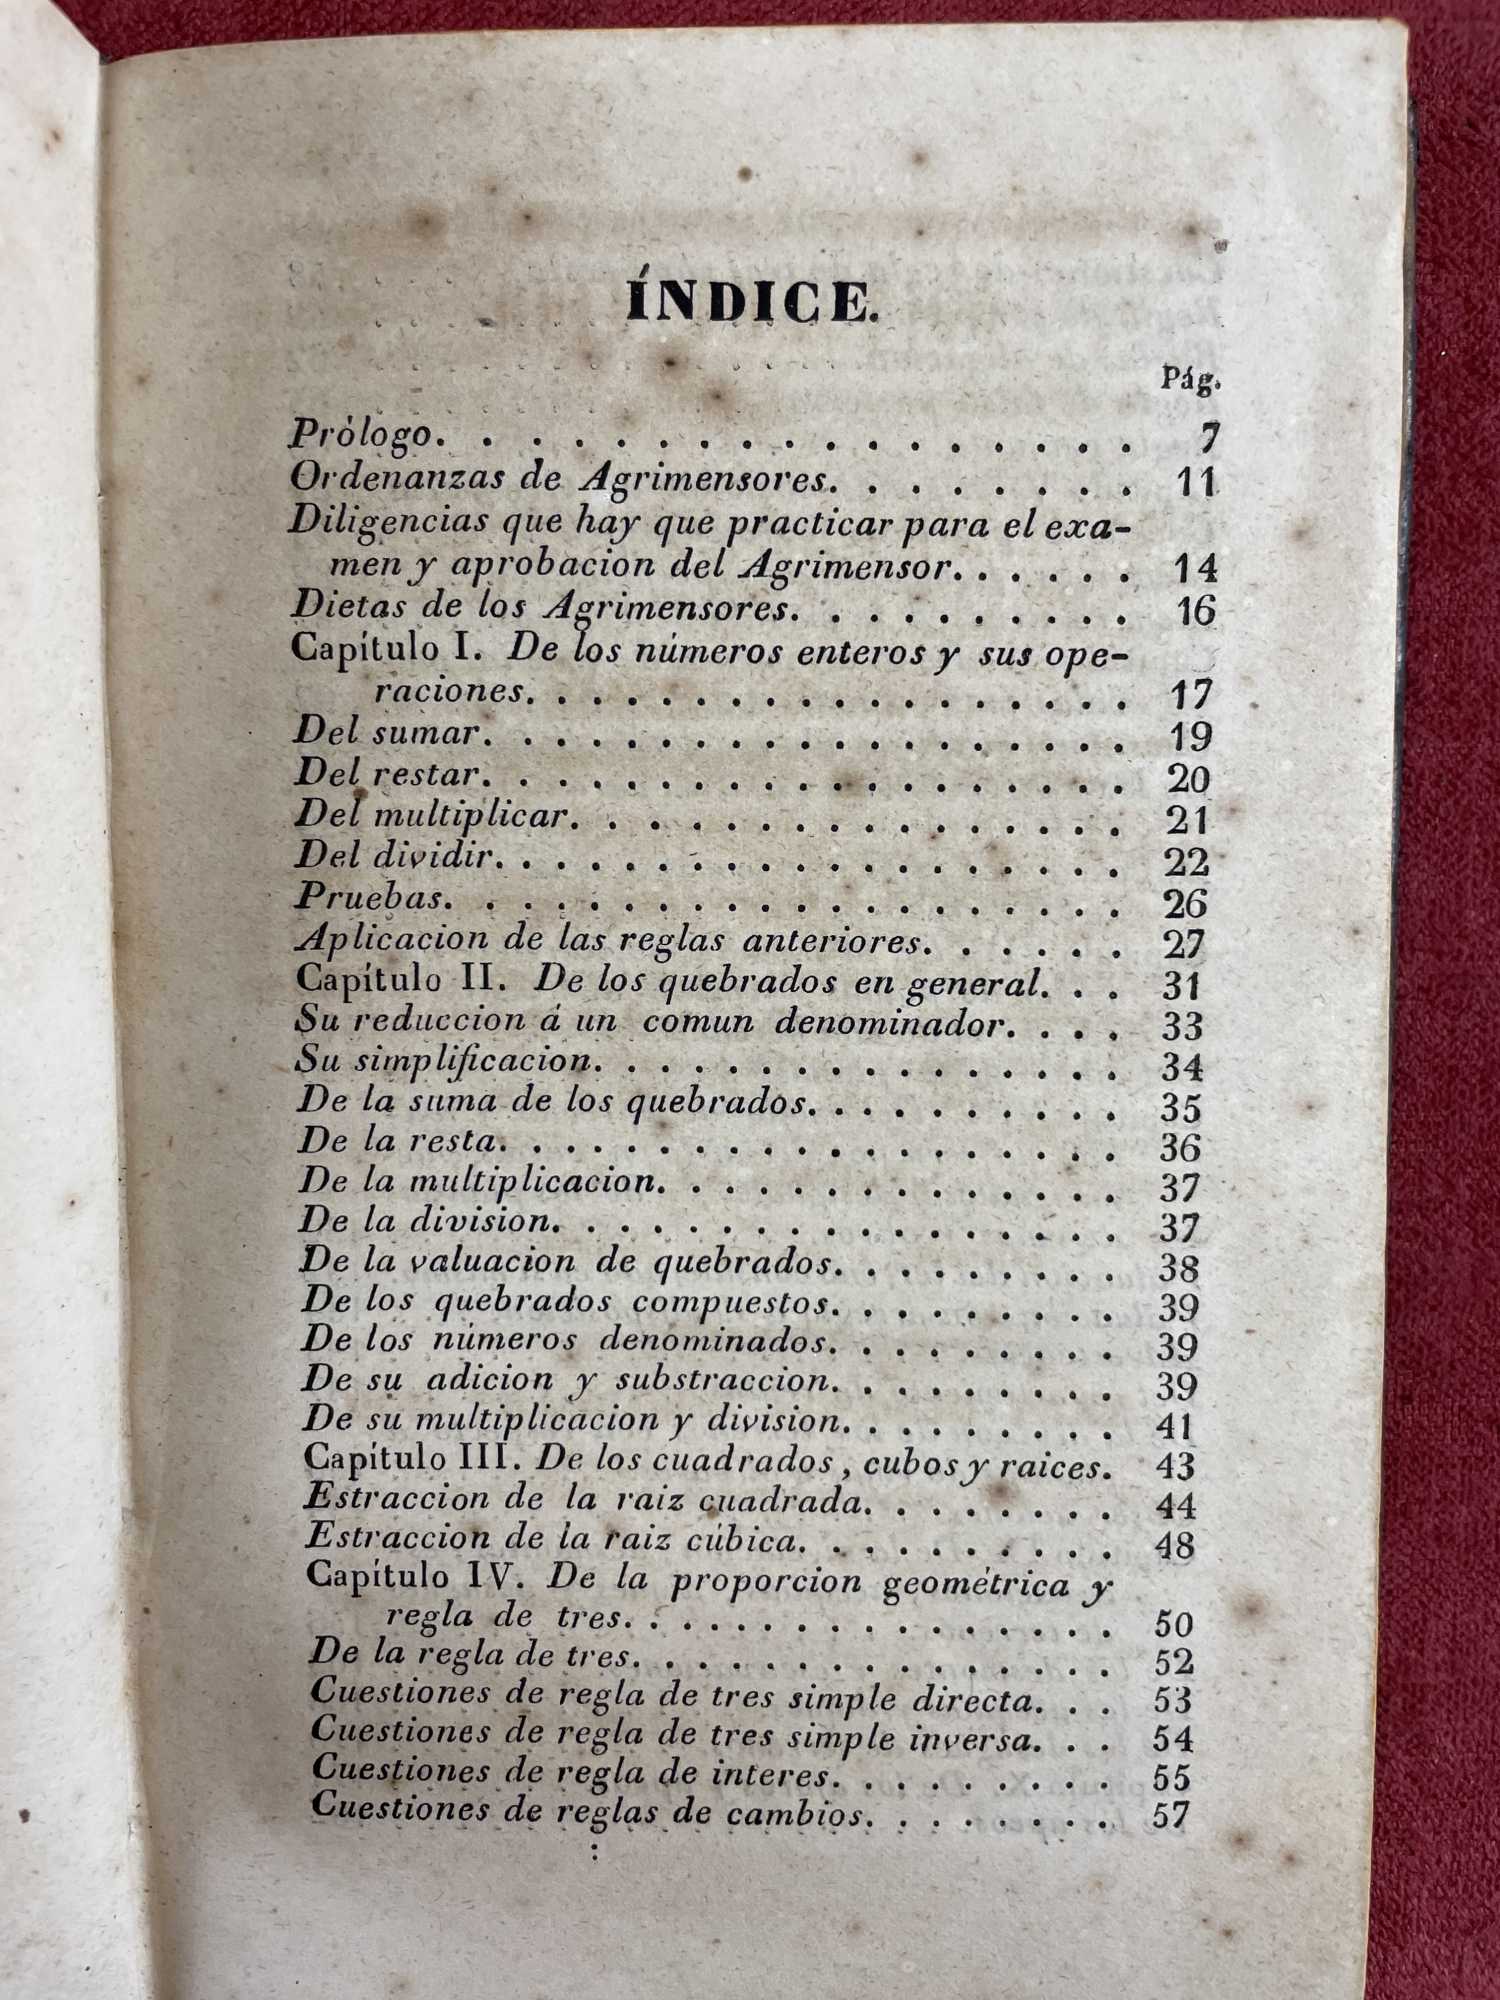 ÍNDICE.
Pág.
Prólogo. . . . . . . . . . . . . . . . . . . . 7
Ordenanzas de Agrimensores. . . . . . . . . 11
Diligencias que hay que practicar para el exa-
men y aprobacion del Agrimensor. . . . . . 14
Dietas de los Agrimensores. . . . . . . . . . 16
Capítulo I. De los números enteros y sus ope-
raciones. . . . . . . . . . . . . . . . . . 17
Del sumar. . . . . . . . . . . . . . . . . . . 19
Del restar. . . . . . . . . . . . . . . . . . . 20
Del multiplicar. . . . . . . . . . . . . . . . 21
Del dividir. . . . . . . . . . . . . . . . . . 22
Pruebas. . . . . . . . . . . . . . . . . . . . 26
Aplicacion de las reglas anteriores. . . . . . 27
Capítulo II. De los quebrados en general. . . 31
Su reduccion á un comun denominador. . . . 33
Su simplificacion. . . . . . . . . . . . . . . 34
De la suma de los quebrados. . . . . . . . . 35
De la resta. . . . . . . . . . . . . . . . . . 36
De la multiplicacion. . . . . . . . . . . . . 37
De la division. . . . . . . . . . . . . . . . . 37
De la valuacion de quebrados. . . . . . . . . 38
De los quebrados compuestos. . . . . . . . . 39
De los números denominados. . . . . . . . . 39
De su adicion y substraccion. . . . . . . . . 39
De su multiplicacion y division. . . . . . . . 41
Capítulo III. De los cuadrados, cubos y raices. 43
Estraccion de la raiz cuadrada. . . . . . . . 44
Estraccion de la raiz cúbica. . . . . . . . . . 48
Capítulo IV. De la proporcion geométrica y
regla de tres. . . . . . . . . . . . . . . 50
De la regla de tres. . . . . . . . . . . . . . . 52
Cuestiones de regla de tres simple directa. . . 53
Cuestiones de regla de tres simple inversa. . . 54
Cuestiones de regla de interes. . . . . . . . . 55
Cuestiones de reglas de cambios. . . . . . . . 57
: